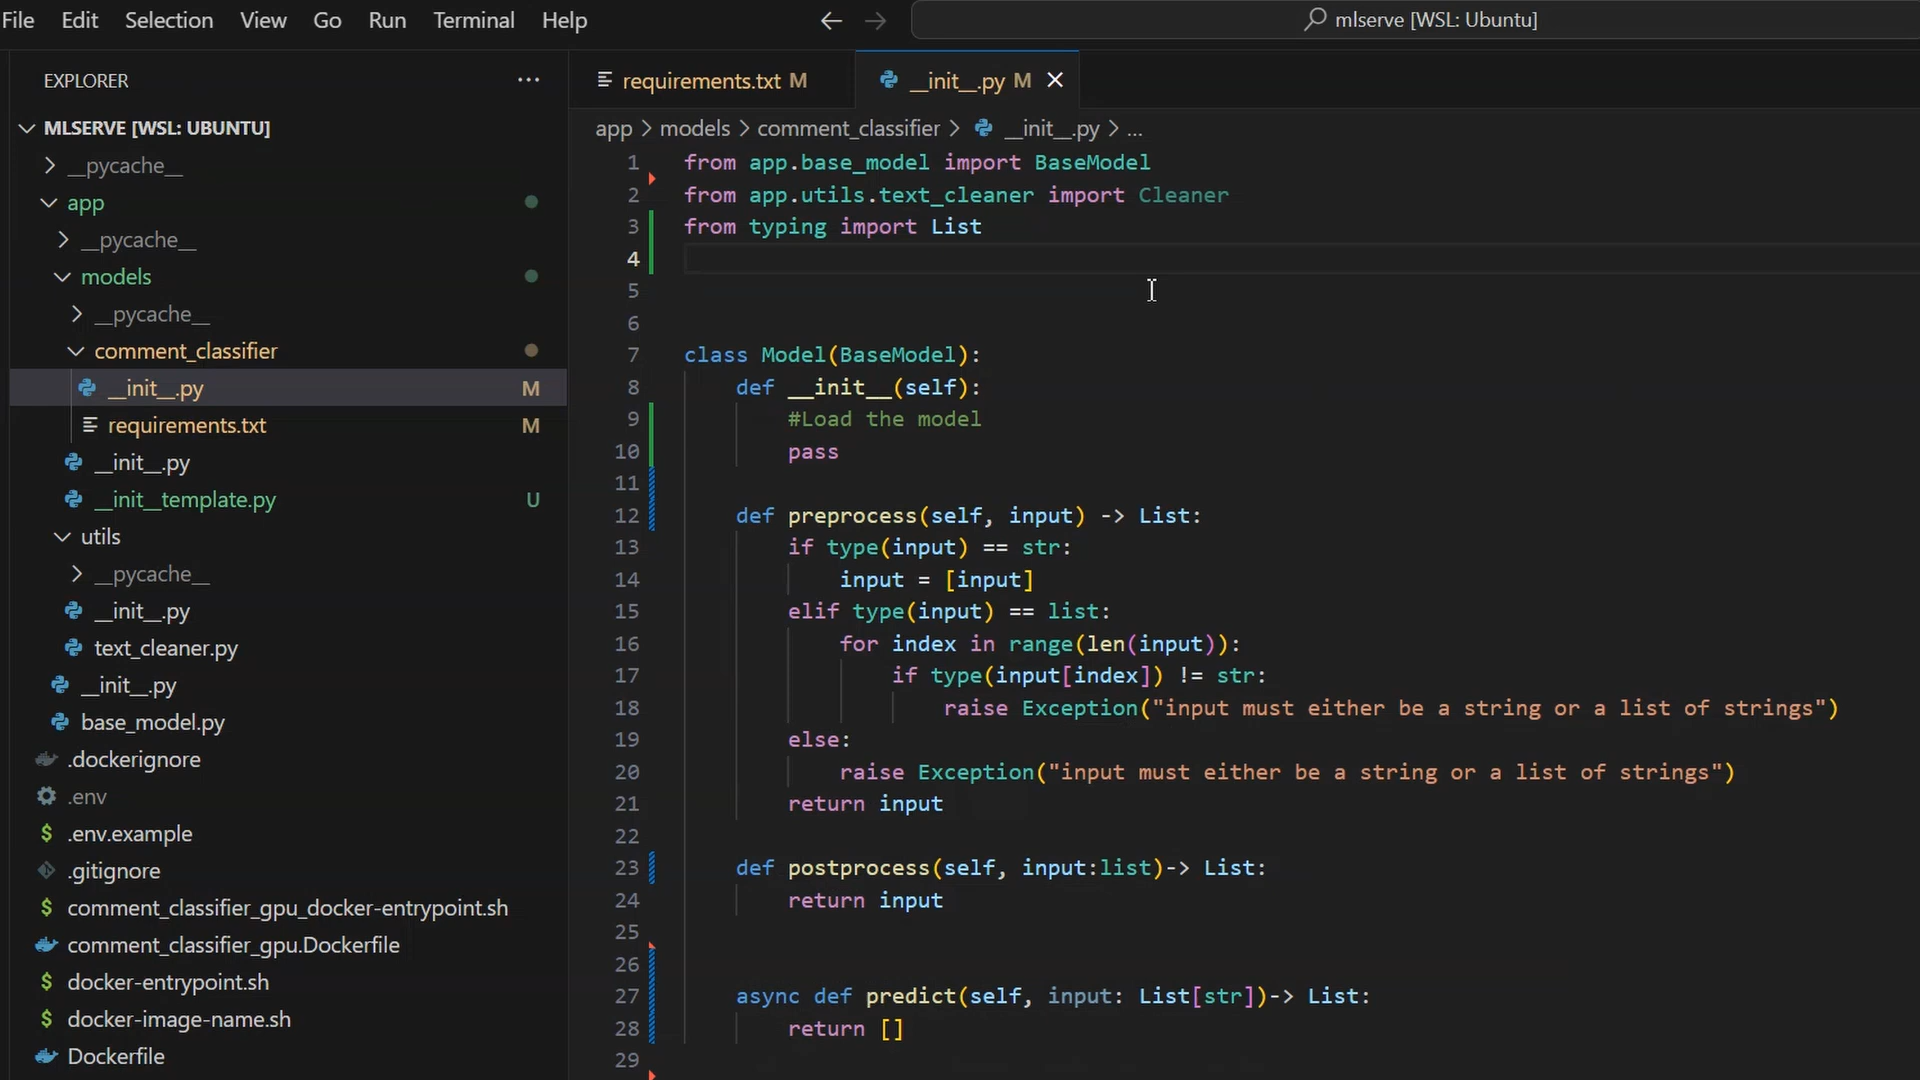 File Edit Selection View Go Run Terminal Help
mlserve [WSL: Ubuntu]
EXPLORER ···
MLSERVE [WSL: UBUNTU]
__pycache__
app
__pycache__
models
__pycache__
comment_classifier
__init__.py M
requirements.txt M
__init__.py
__init__template.py U
utils
__pycache__
__init__.py
text_cleaner.py
__init__.py
base_model.py
.dockerignore
.env
$ .env.example
.gitignore
$ comment_classifier_gpu_docker-entrypoint.sh
comment_classifier_gpu.Dockerfile
$ docker-entrypoint.sh
$ docker-image-name.sh
Dockerfile
requirements.txt M
__init__.py M
app > models > comment_classifier > __init__.py > ...
1 from app.base_model import BaseModel
2 from app.utils.text_cleaner import Cleaner
3 from typing import List
4
5
6
7 class Model(BaseModel):
8 def __init__(self):
9 #Load the model
10 pass
11
12 def preprocess(self, input) -> List:
13 if type(input) == str:
14 input = [input]
15 elif type(input) == list:
16 for index in range(len(input)):
17 if type(input[index]) != str:
18 raise Exception("input must either be a string or a list of strings")
19 else:
20 raise Exception("input must either be a string or a list of strings")
21 return input
22
23 def postprocess(self, input:list)-> List:
24 return input
25
26
27 async def predict(self, input: List[str])-> List:
28 return []
29